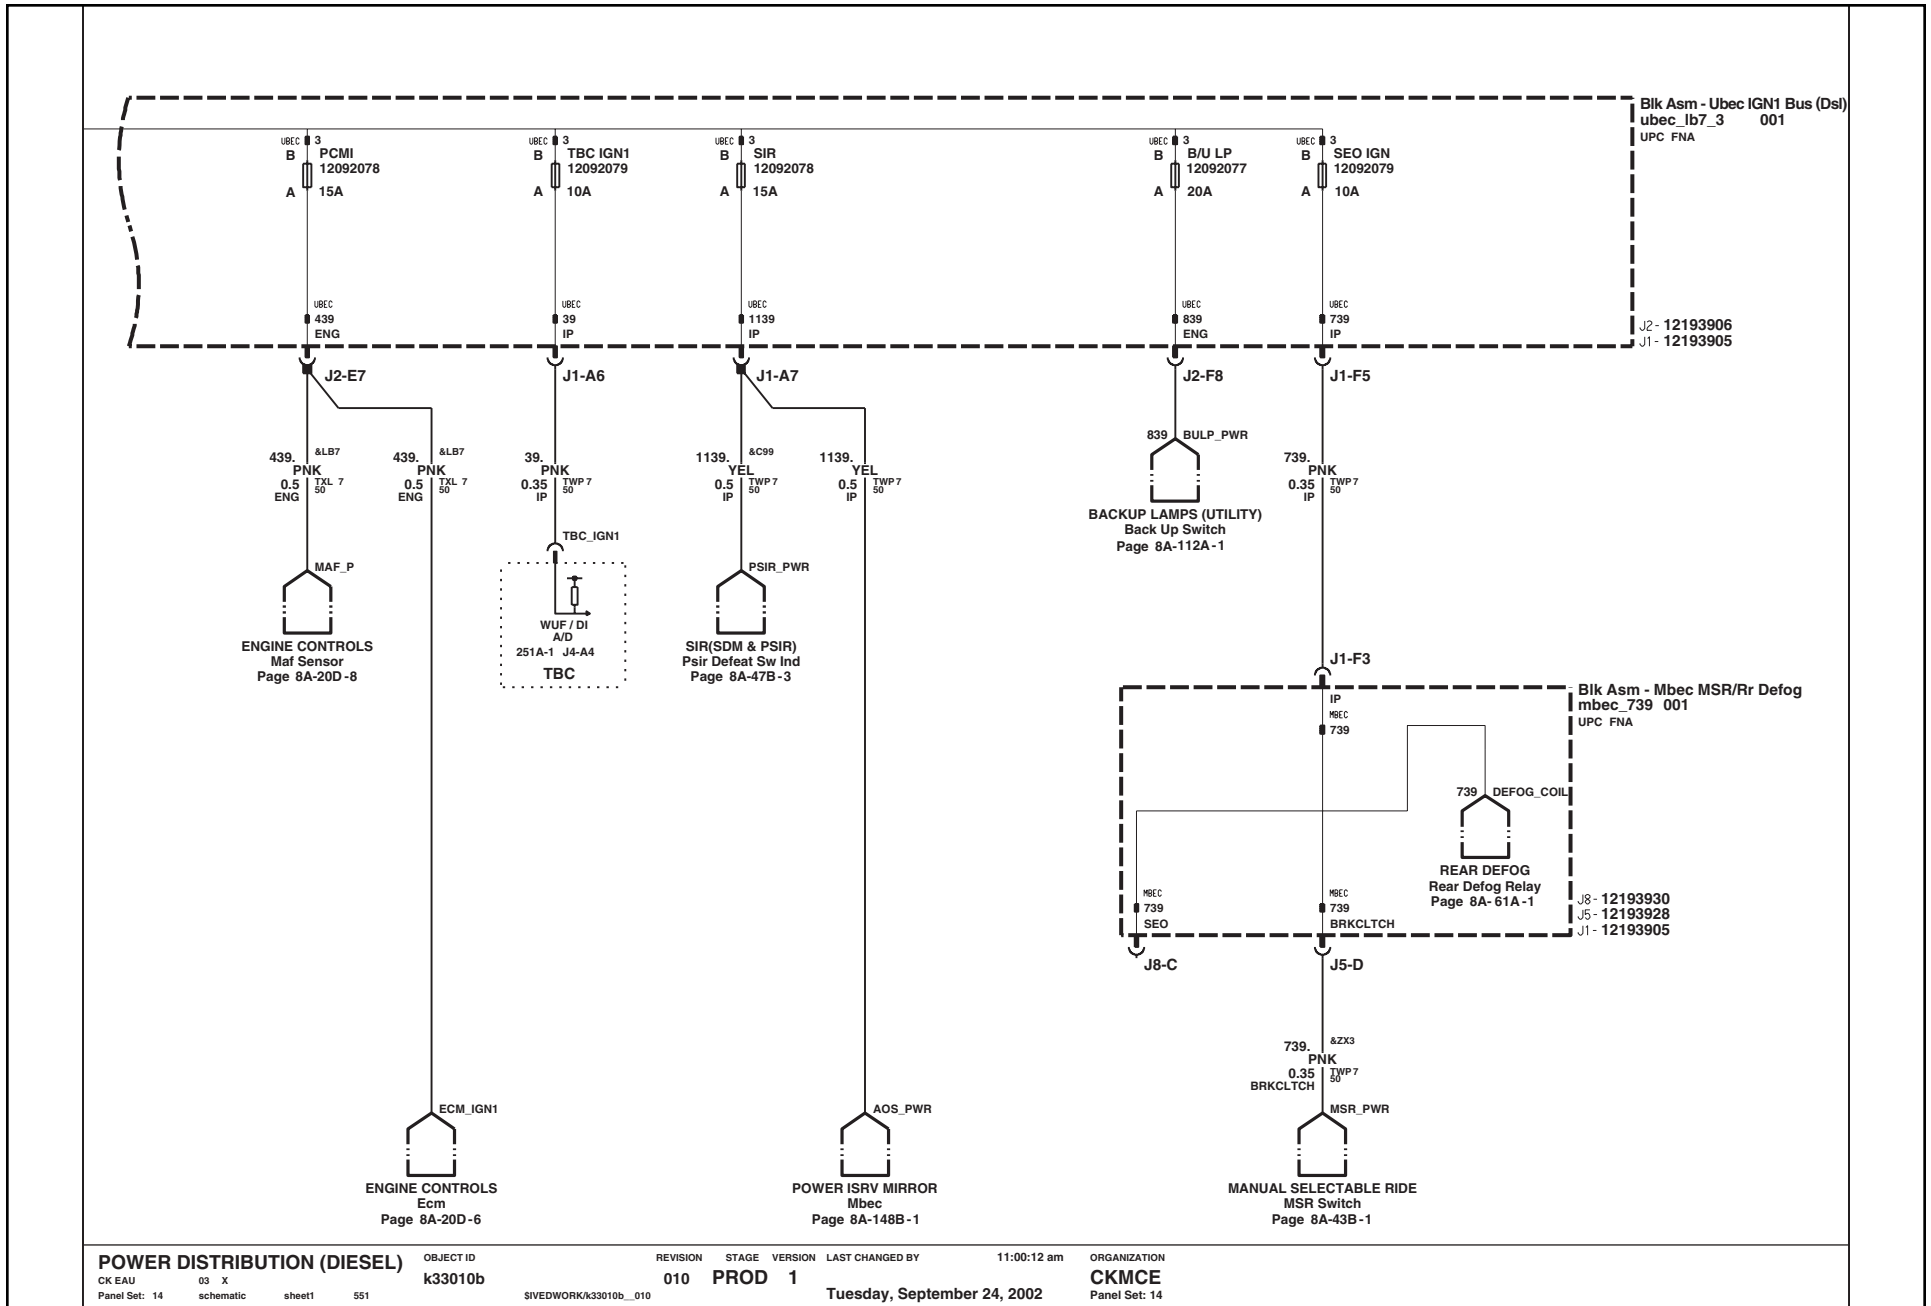 Blk Asm - Ubec IGN1 Bus (Dsl)
ubec_lb7_3 001
UPC FNA
UBEC 3
B PCMI
12092078
A 15A
UBEC
439
ENG
UBEC 3
B TBC IGN1
12092079
A 10A
UBEC
39
IP
UBEC 3
B SIR
12092078
A 15A
UBEC
1139
IP
UBEC 3
B B/U LP
12092077
A 20A
UBEC
839
ENG
UBEC 3
B SEO IGN
12092079
A 10A
UBEC
739
IP
J2- 12193906
J1- 12193905
J2-E7
J1-A6
J1-A7
J2-F8
J1-F5
439. &LB7
PNK
0.5 TXL 7
50
ENG
439. &LB7
PNK
0.5 TXL 7
50
ENG
39.
PNK
0.35 TWP 7
50
IP
1139. &C99
YEL
0.5 TWP 7
50
IP
1139.
YEL
0.5 TWP 7
50
IP
839 BULP_PWR
BACKUP LAMPS (UTILITY)
Back Up Switch
Page 8A-112A-1
739.
PNK
0.35 TWP 7
50
IP
MAF_P
ENGINE CONTROLS
Maf Sensor
Page 8A-20D-8
TBC_IGN1
WUF / DI
A/D
251A-1 J4-A4
TBC
PSIR_PWR
SIR(SDM & PSIR)
Psir Defeat Sw Ind
Page 8A-47B-3
J1-F3
Blk Asm - Mbec MSR/Rr Defog
mbec_739 001
UPC FNA
IP
MBEC
739
739 DEFOG_COIL
REAR DEFOG
Rear Defog Relay
Page 8A-61A-1
MBEC
739
SEO
MBEC
739
BRKCLTCH
J8- 12193930
J5- 12193928
J1- 12193905
J8-C
J5-D
739. &ZX3
PNK
0.35 TWP 7
50
BRKCLTCH
ECM_IGN1
ENGINE CONTROLS
Ecm
Page 8A-20D-6
AOS_PWR
POWER ISRV MIRROR
Mbec
Page 8A-148B-1
MSR_PWR
MANUAL SELECTABLE RIDE
MSR Switch
Page 8A-43B-1
POWER DISTRIBUTION (DIESEL)
CK EAU 03 X
Panel Set: 14 schematic sheet1 551
OBJECT ID
k33010b
$IVEDWORK/k33010b__010
REVISION STAGE VERSION LAST CHANGED BY 11:00:12 am
010 PROD 1
Tuesday, September 24, 2002
ORGANIZATION
CKMCE
Panel Set: 14